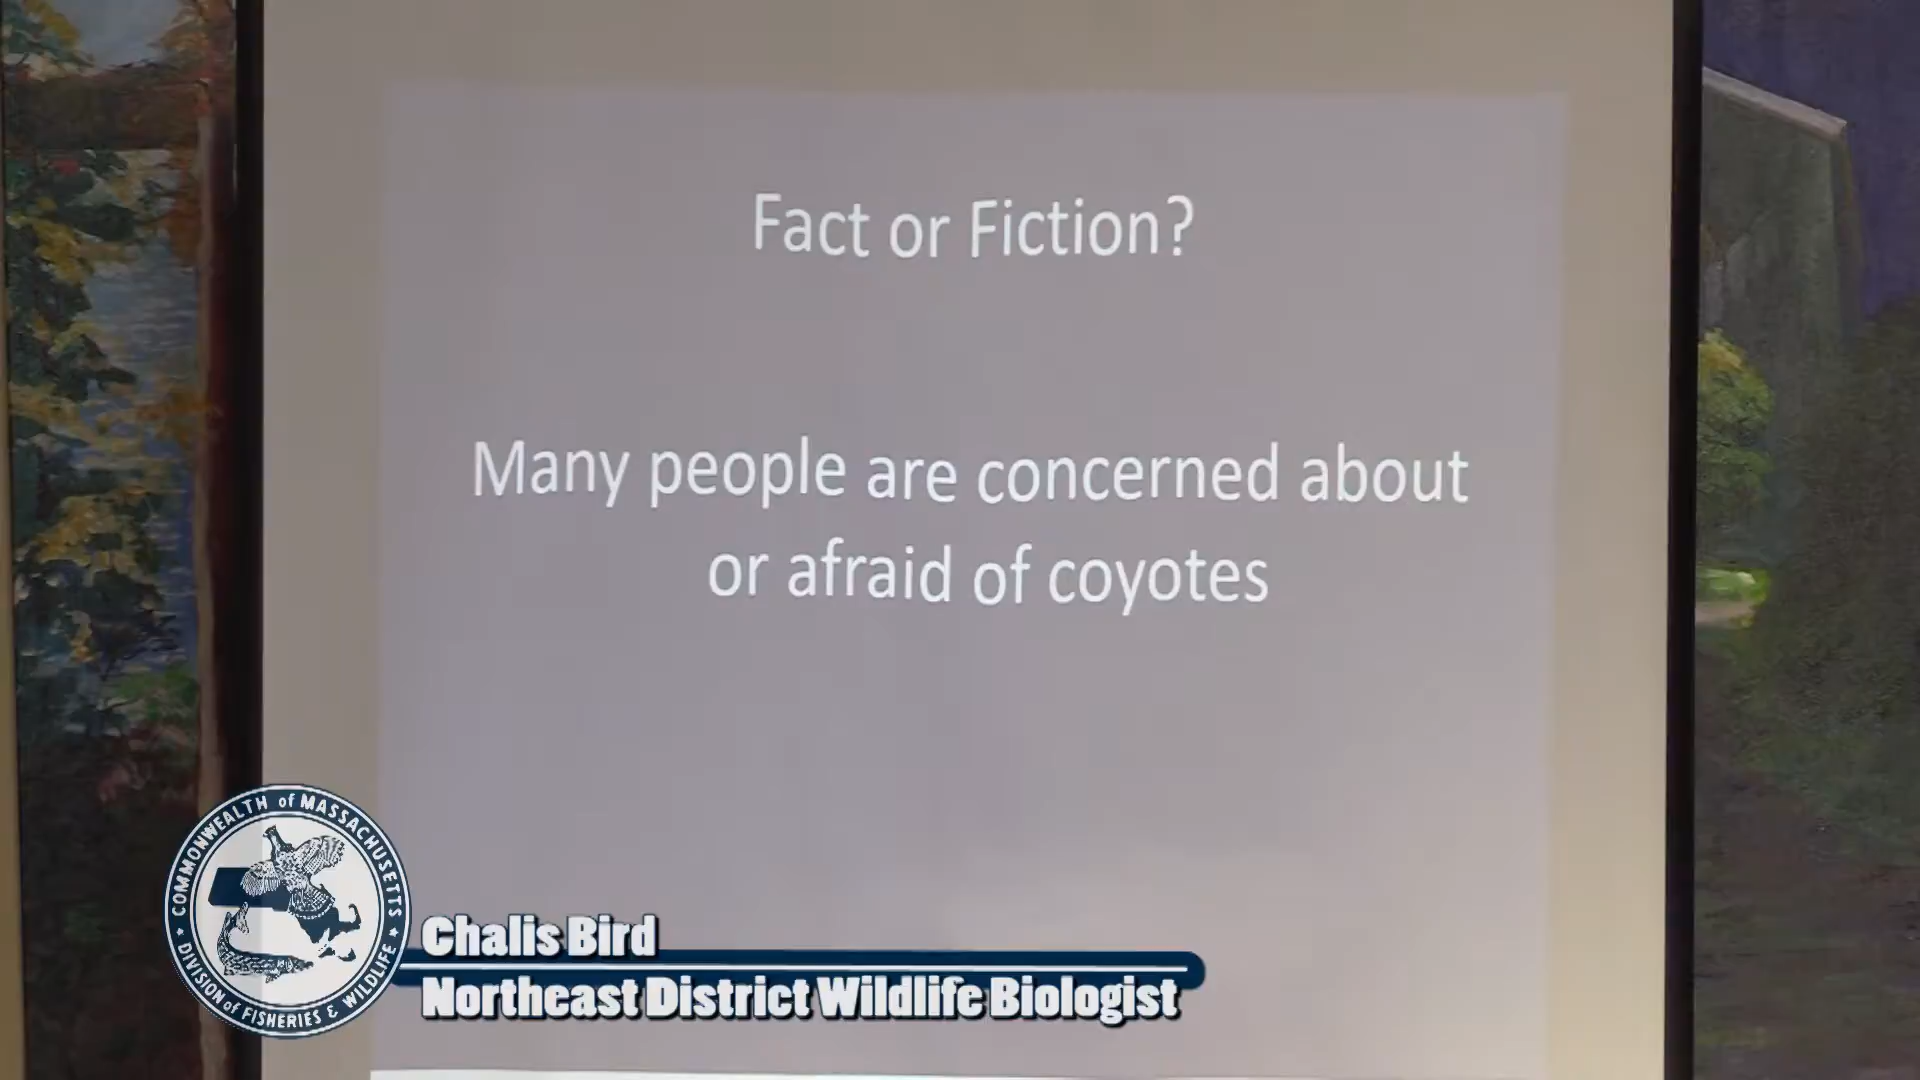 Fact or Fiction?
Many people are concerned about
or afraid of coyotes
COMMONWEALTH of MASSACHUSETTS
DIVISION of FISHERIES & WILDLIFE
Chalis Bird
Northeast District Wildlife Biologist